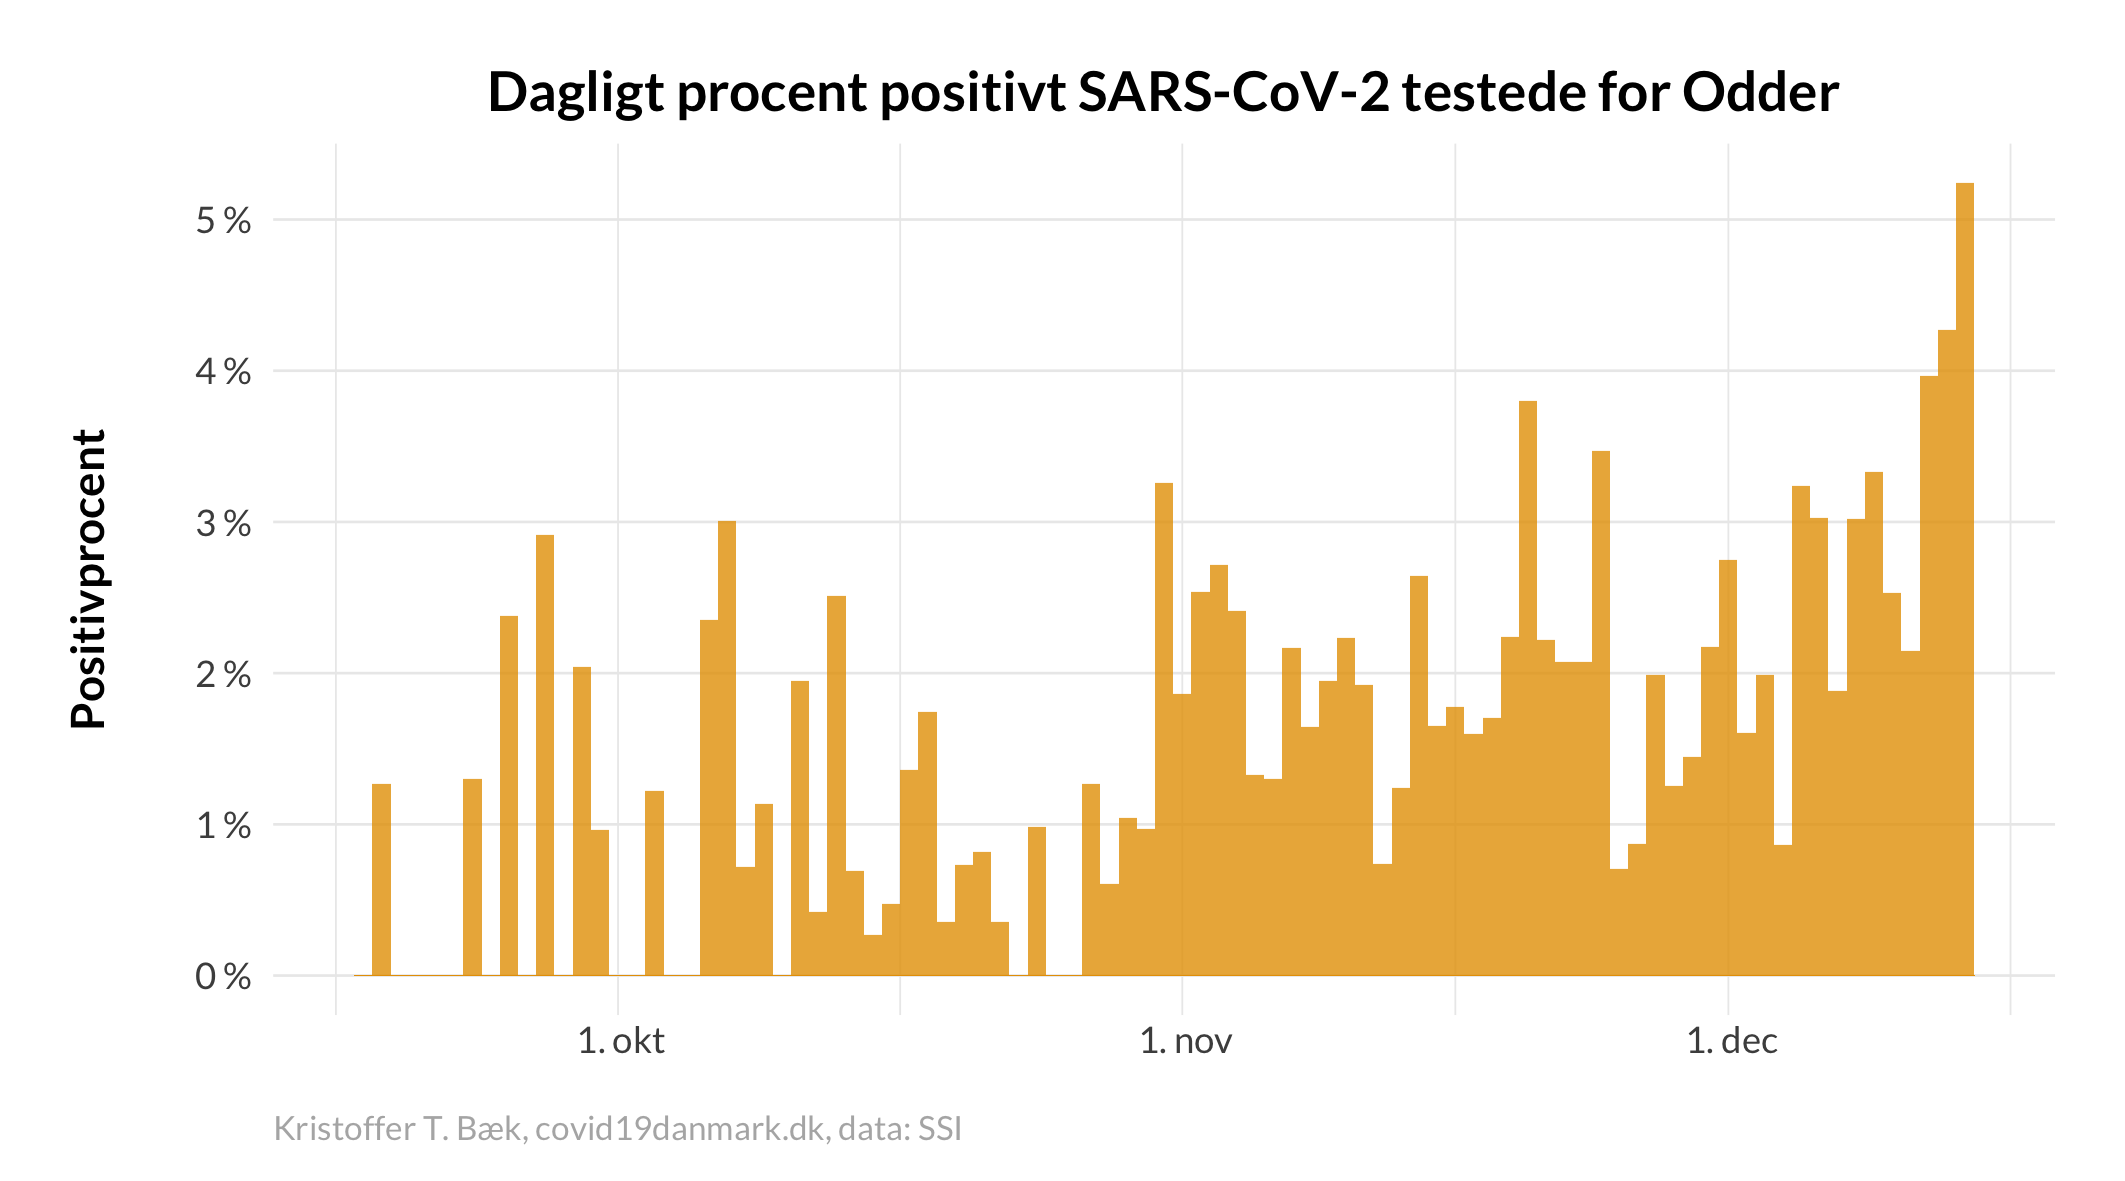 Dagligt procent positivt SARS-CoV-2 testede for Odder
Positivprocent
5 %
4 %
3 %
2 %
1 %
0 %
1. okt
1. nov
1. dec
Kristoffer T. Bæk, covid19danmark.dk, data: SSI